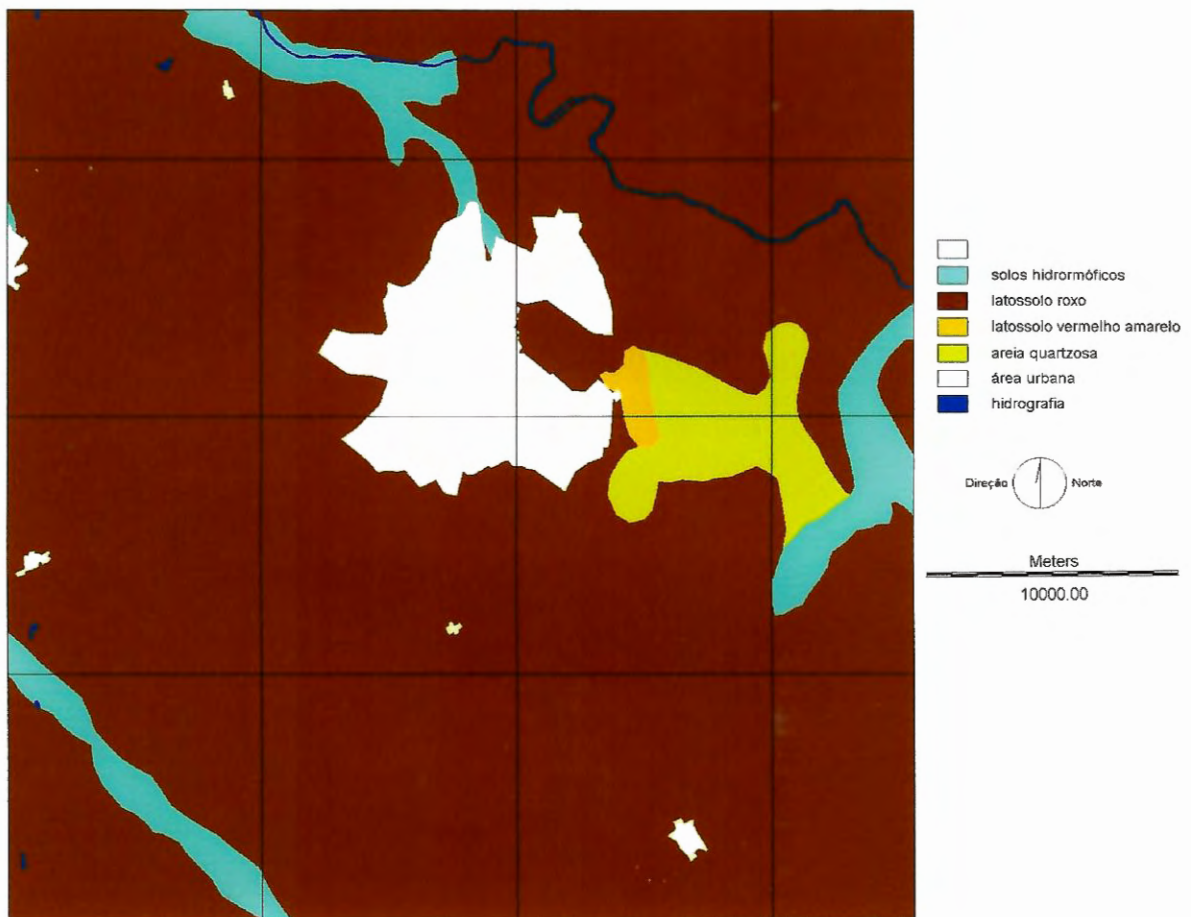 solos hidrormóficos
latossolo roxo
latossolo vermelho amarelo
areia quartzosa
área urbana
hidrografia
Direção Norte
Meters
10000.00